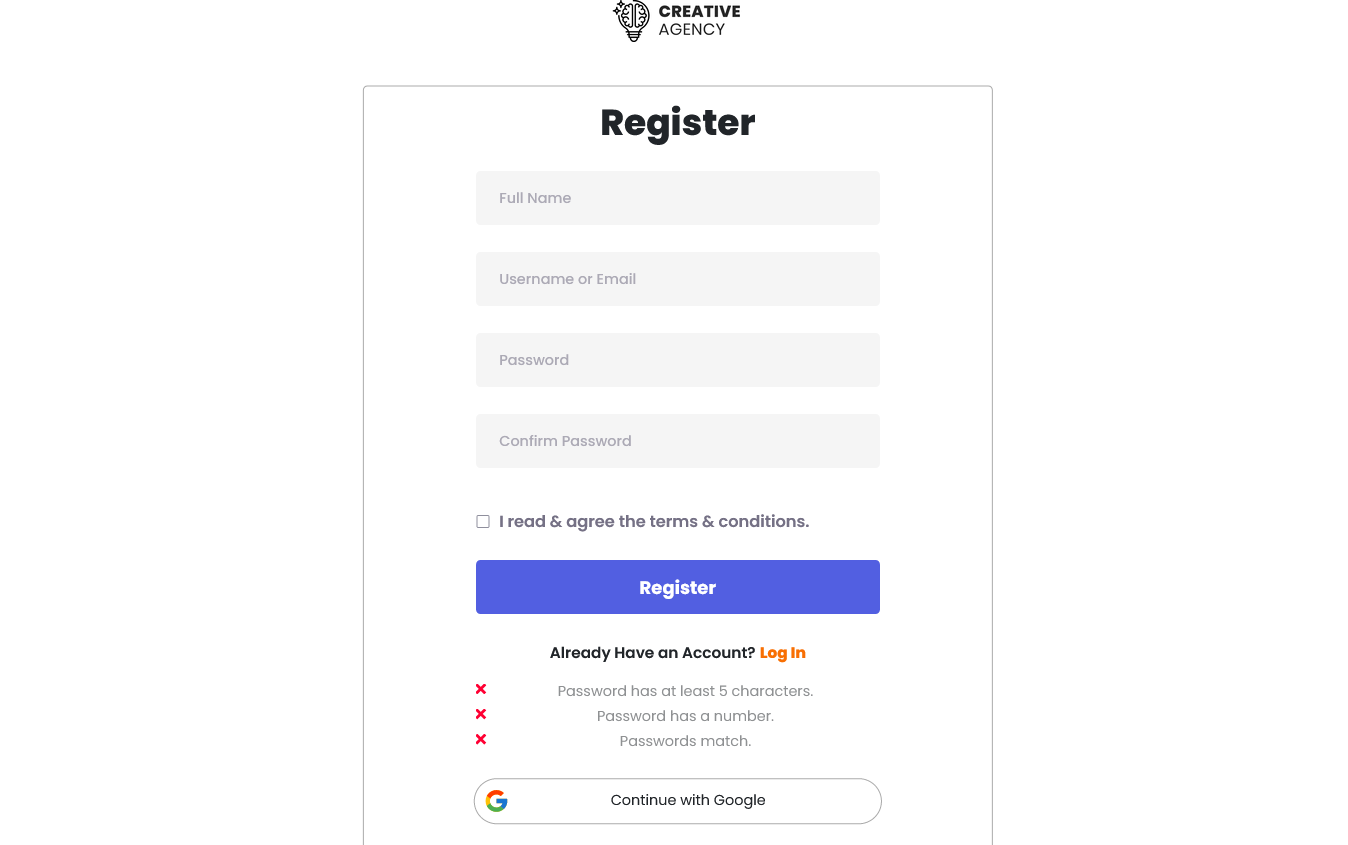 CREATIVE
AGENCY
Register
Full Name
Username or Email
Password
Confirm Password
I read & agree the terms & conditions.
Register
Already Have an Account? Log In
Password has at least 5 characters.
Password has a number.
Passwords match.
Continue with Google